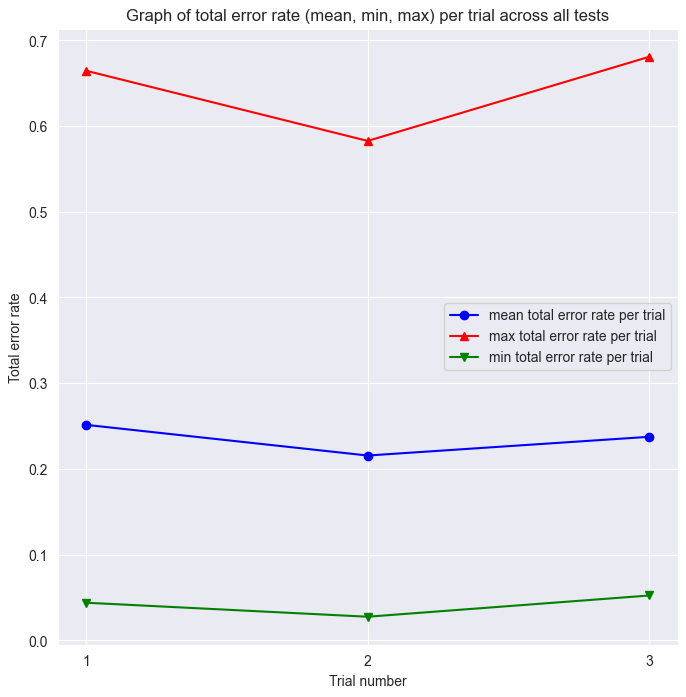 Graph of total error rate (mean, min, max) per trial across all tests
0.7
0.6
0.5
0.4
0.3
0.2
0.1
0.0
Total error rate
mean total error rate per trial
max total error rate per trial
min total error rate per trial
1 2 3
Trial number